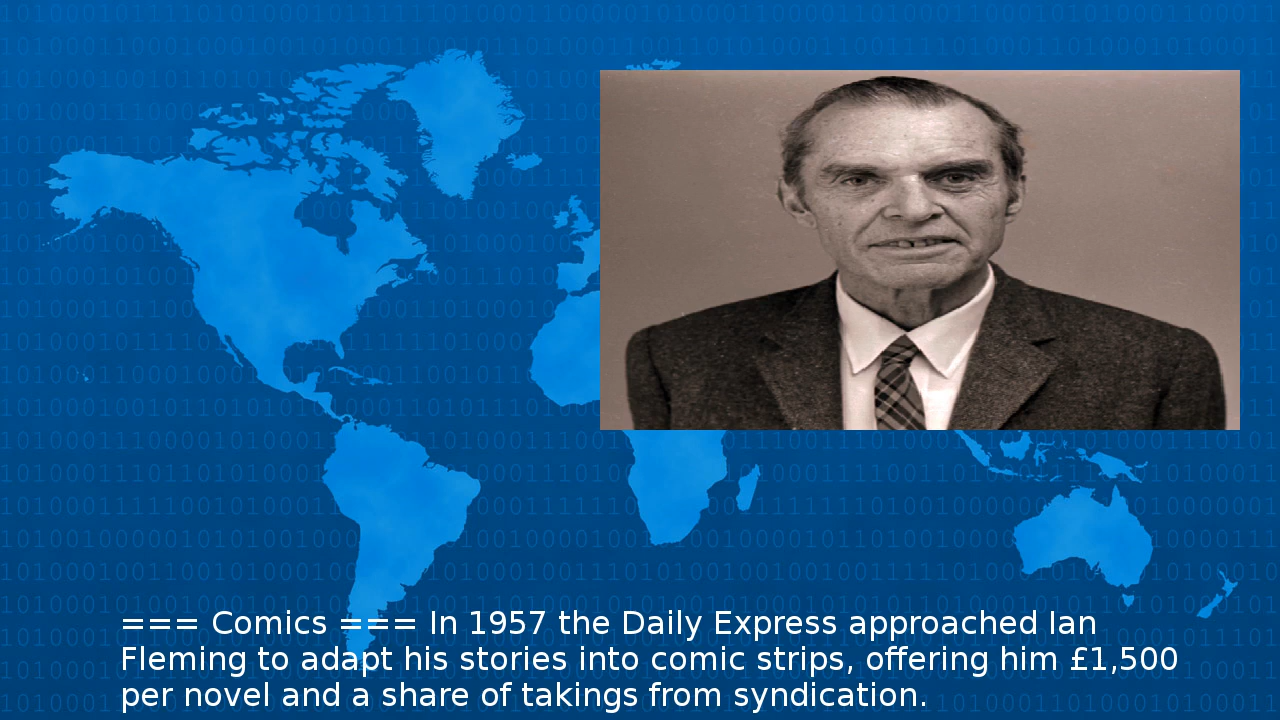 === Comics === In 1957 the Daily Express approached Ian
Fleming to adapt his stories into comic strips, offering him £1,500
per novel and a share of takings from syndication.